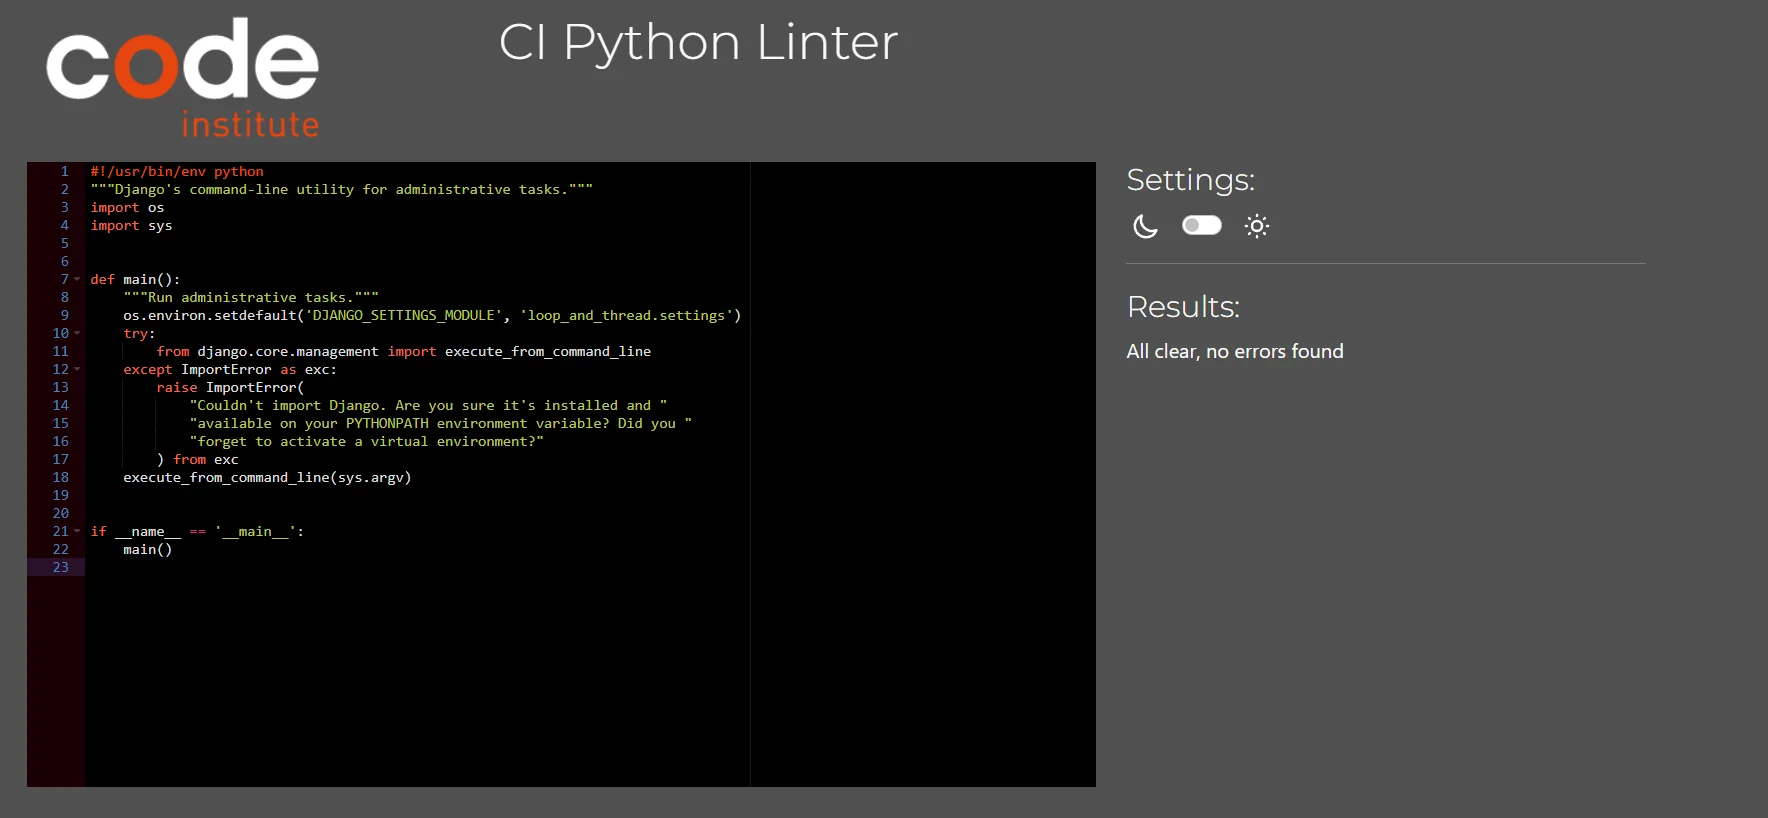 code
institute
CI Python Linter
1 #!/usr/bin/env python
2 """Django's command-line utility for administrative tasks."""
3 import os
4 import sys
5
6
7 def main():
8     """Run administrative tasks."""
9     os.environ.setdefault('DJANGO_SETTINGS_MODULE', 'loop_and_thread.settings')
10     try:
11         from django.core.management import execute_from_command_line
12     except ImportError as exc:
13         raise ImportError(
14             "Couldn't import Django. Are you sure it's installed and "
15             "available on your PYTHONPATH environment variable? Did you "
16             "forget to activate a virtual environment?"
17         ) from exc
18     execute_from_command_line(sys.argv)
19
20
21 if __name__ == '__main__':
22     main()
23
Settings:
Results:
All clear, no errors found